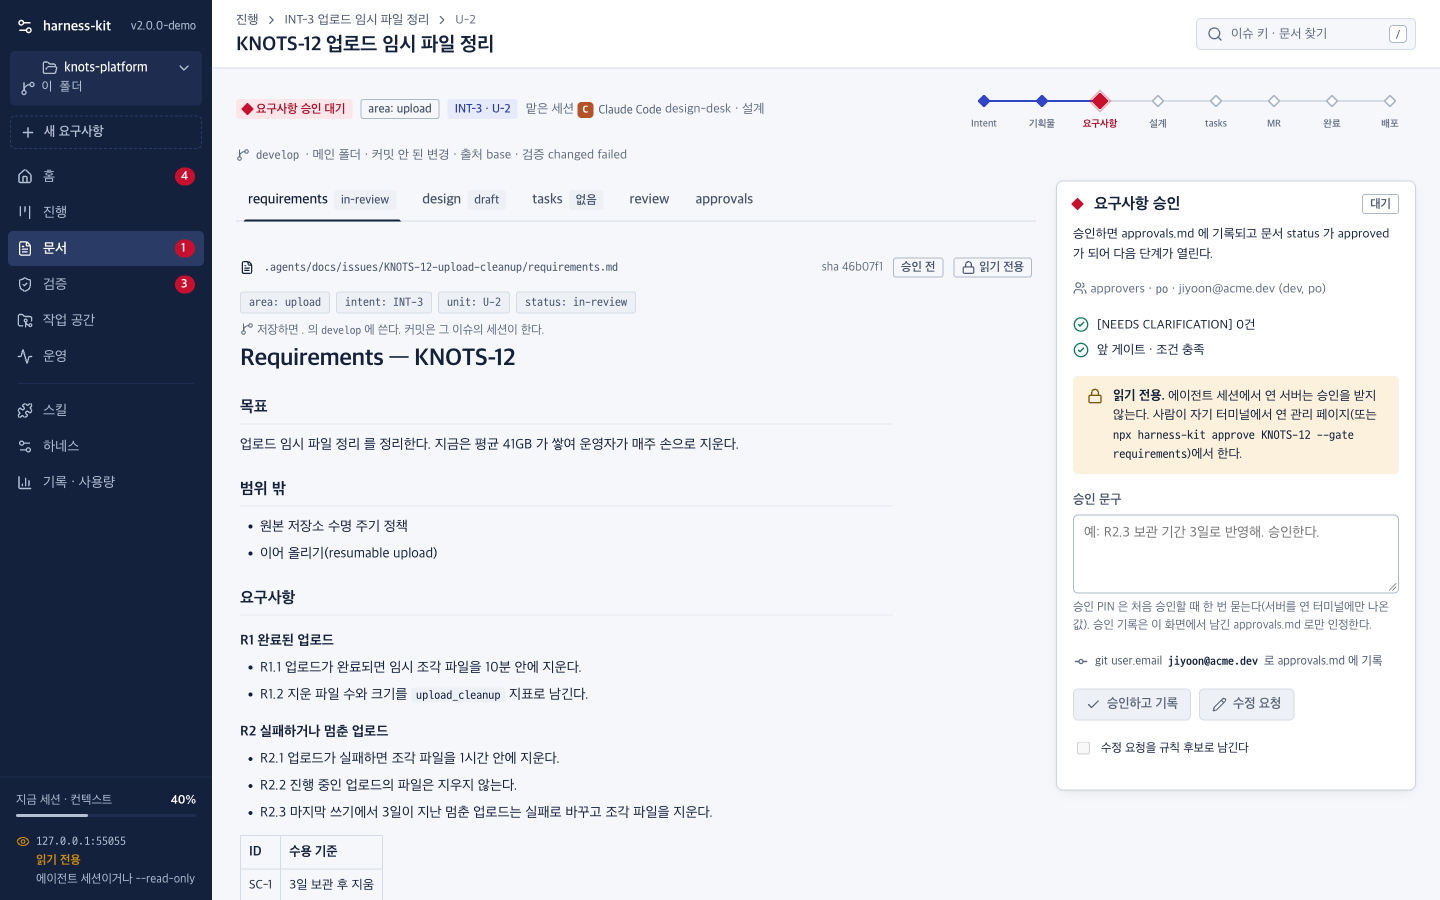 harness-kit
v2.0.0-demo
knots-platform
이 폴더
새 요구사항
홈 4
진행
문서 1
검증 3
작업 공간
운영
스킬
하네스
기록 · 사용량
지금 세션 · 컨텍스트 40%
127.0.0.1:55055
읽기 전용
에이전트 세션이거나 --read-only
진행 > INT-3 업로드 임시 파일 정리 > U-2
KNOTS-12 업로드 임시 파일 정리
이슈 키 · 문서 찾기 /
요구사항 승인 대기 area: upload INT-3 · U-2 맡은 세션 C Claude Code design-desk · 설계
Intent 기획물 요구사항 설계 tasks MR 완료 배포
develop · 메인 폴더 · 커밋 안 된 변경 · 출처 base · 검증 changed failed
requirements in-review design draft tasks 없음 review approvals
.agents/docs/issues/KNOTS-12-upload-cleanup/requirements.md sha 46b07f1 승인 전 읽기 전용
area: upload intent: INT-3 unit: U-2 status: in-review
저장하면 . 의 develop 에 쓴다. 커밋은 그 이슈의 세션이 한다.
Requirements — KNOTS-12
목표
업로드 임시 파일 정리 를 정리한다. 지금은 평균 41GB 가 쌓여 운영자가 매주 손으로 지운다.
범위 밖
• 원본 저장소 수명 주기 정책
• 이어 올리기(resumable upload)
요구사항
R1 완료된 업로드
• R1.1 업로드가 완료되면 임시 조각 파일을 10분 안에 지운다.
• R1.2 지운 파일 수와 크기를 upload_cleanup 지표로 남긴다.
R2 실패하거나 멈춘 업로드
• R2.1 업로드가 실패하면 조각 파일을 1시간 안에 지운다.
• R2.2 진행 중인 업로드의 파일은 지우지 않는다.
• R2.3 마지막 쓰기에서 3일이 지난 멈춘 업로드는 실패로 바꾸고 조각 파일을 지운다.
ID 수용 기준
SC-1 3일 보관 후 지움
요구사항 승인 대기
승인하면 approvals.md 에 기록되고 문서 status 가 approved
가 되어 다음 단계가 열린다.
approvers · po · jiyoon@acme.dev (dev, po)
[NEEDS CLARIFICATION] 0건
앞 게이트 · 조건 충족
읽기 전용. 에이전트 세션에서 연 서버는 승인을 받지
않는다. 사람이 자기 터미널에서 연 관리 페이지(또는
npx harness-kit approve KNOTS-12 --gate
requirements)에서 한다.
승인 문구
예: R2.3 보관 기간 3일로 반영해. 승인한다.
승인 PIN 은 처음 승인할 때 한 번 묻는다(서버를 연 터미널에만 나온
값). 승인 기록은 이 화면에서 남긴 approvals.md 로만 인정한다.
git user.email jiyoon@acme.dev 로 approvals.md 에 기록
승인하고 기록 수정 요청
수정 요청을 규칙 후보로 남긴다